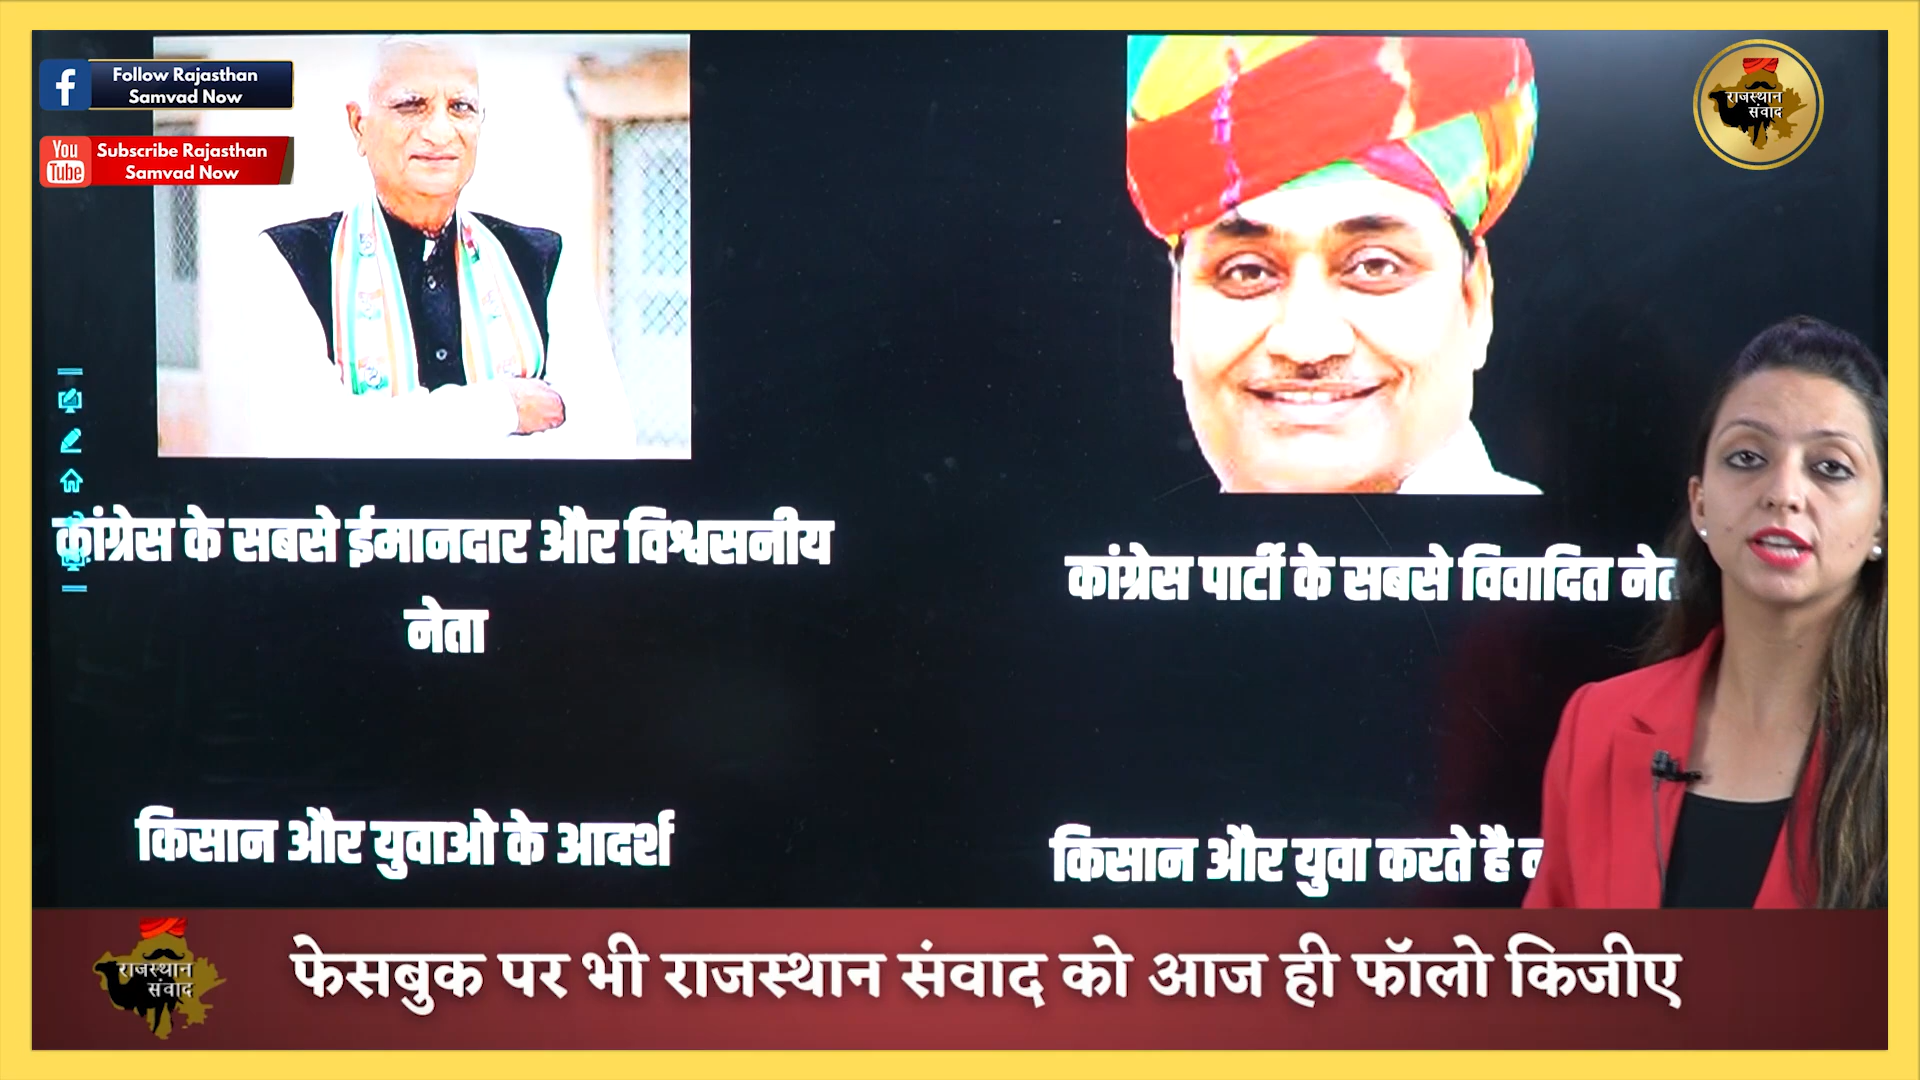 Follow Rajasthan
Samvad Now
You
Tube
Subscribe Rajasthan
Samvad Now
राजस्थान
संवाद
कांग्रेस के सबसे ईमानदार और विश्वसनीय
नेता
कांग्रेस पार्टी के सबसे विवादित
किसान और युवाओ के आदर्श
किसान और युवा करते है
राजस्थान
संवाद
फेसबुक पर भी राजस्थान संवाद को आज ही फॉलो किजीए